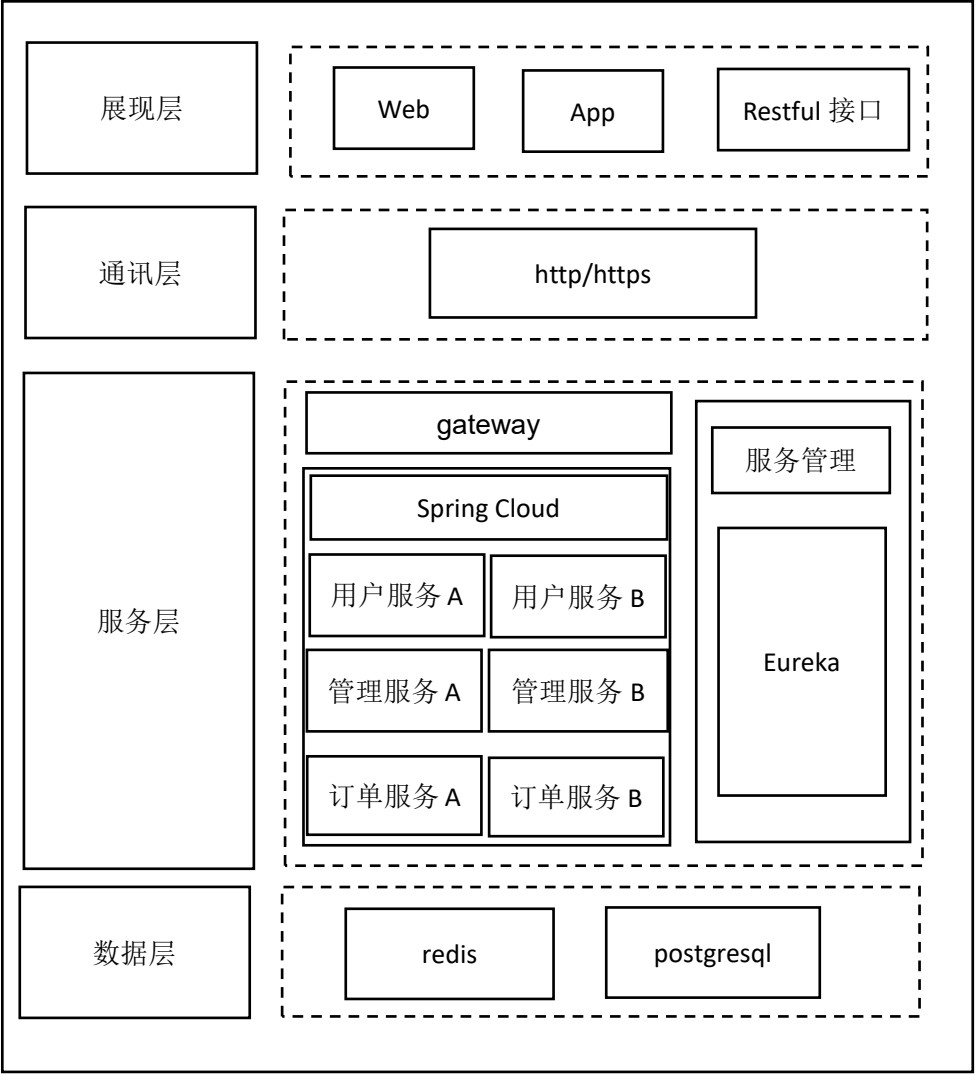 展现层
Web
App
Restful 接口
通讯层
http/https
服务层
gateway
Spring Cloud
用户服务 A
用户服务 B
管理服务 A
管理服务 B
订单服务 A
订单服务 B
服务管理
Eureka
数据层
redis
postgresql